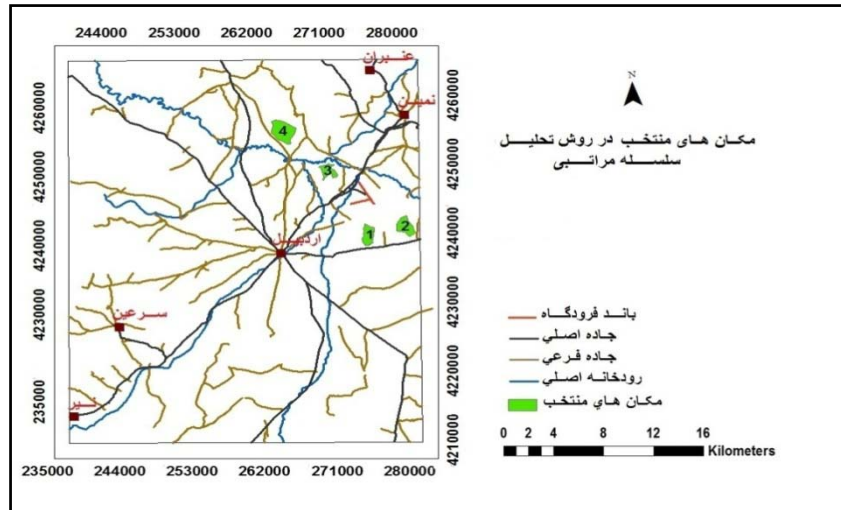 244000 253000 262000 271000 280000
عنبران
نمین
4
3
1
2
اردبیل
سرعین
نیر
4260000
4250000
4240000
4230000
235000
4260000
4250000
4240000
4230000
4220000
4210000
235000 244000 253000 262000 271000 280000
N
مکان های منتخب در روش تحلیل
سلسله مراتبی
باند فرودگاه
جاده اصلي
جاده فرعي
رودخانه اصلي
مکان هاي منتخب
0 2 4 8 12 16
Kilometers